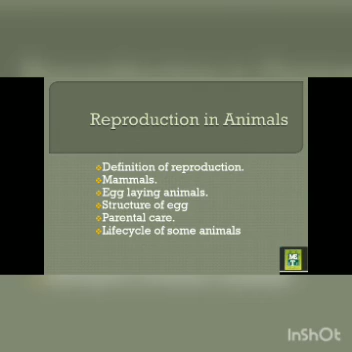 Reproduction in Animals
Definition of reproduction.
Mammals.
Egg laying animals.
Structure of egg
Parental care.
Lifecycle of some animals
InShOt